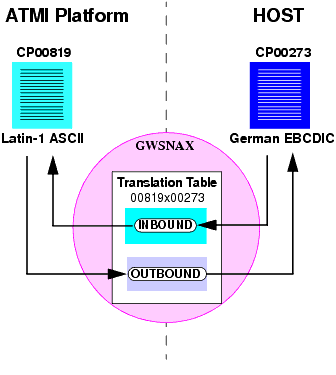 ATMI Platform
HOST
CP00819
CP00273
Latin-1 ASCII
German EBCDIC
GWSNAX
Translation Table
00819x00273
INBOUND
OUTBOUND